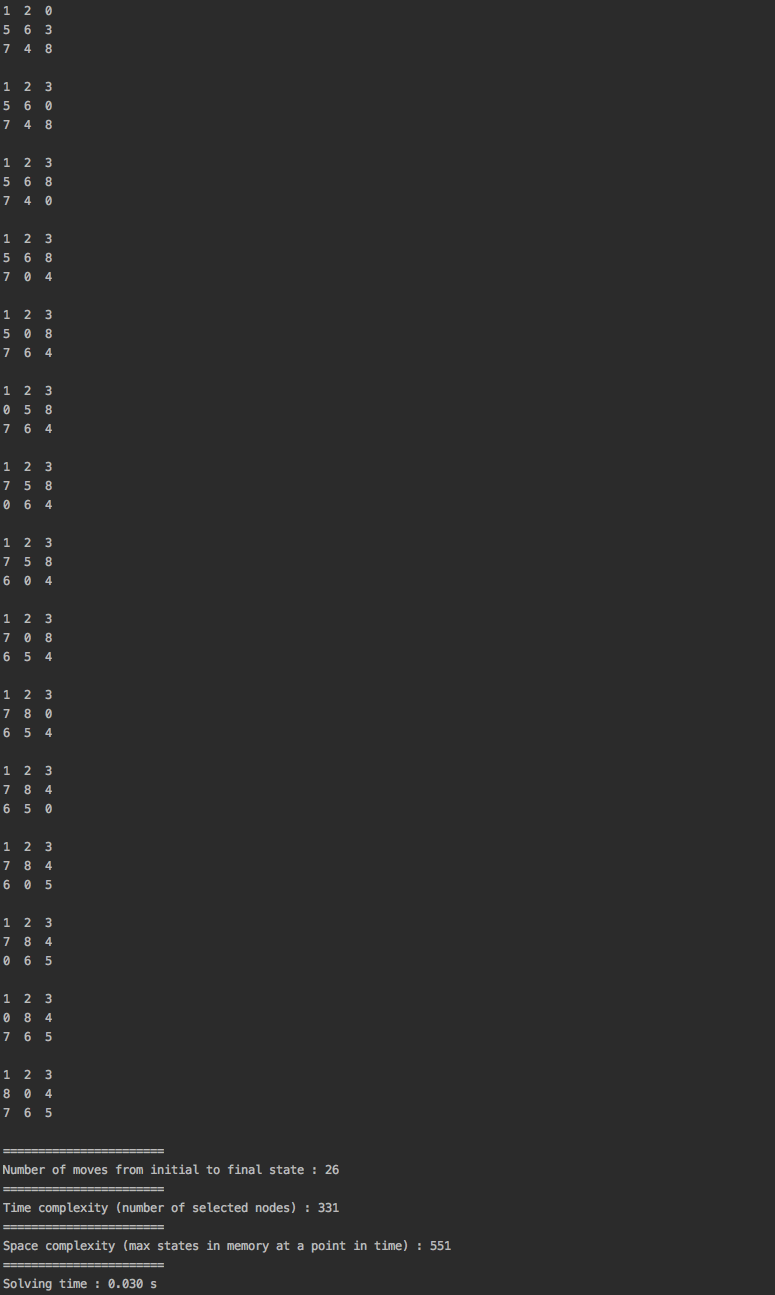 1 2 0
5 6 3
7 4 8
1 2 3
5 6 0
7 4 8
1 2 3
5 6 8
7 4 0
1 2 3
5 6 8
7 0 4
1 2 3
5 0 8
7 6 4
1 2 3
0 5 8
7 6 4
1 2 3
7 5 8
0 6 4
1 2 3
7 5 8
6 0 4
1 2 3
7 0 8
6 5 4
1 2 3
7 8 0
6 5 4
1 2 3
7 8 4
6 5 0
1 2 3
7 8 4
6 0 5
1 2 3
7 8 4
0 6 5
1 2 3
0 8 4
7 6 5
1 2 3
8 0 4
7 6 5
=======================
Number of moves from initial to final state : 26
=======================
Time complexity (number of selected nodes) : 331
=======================
Space complexity (max states in memory at a point in time) : 551
=======================
Solving time : 0.030 s